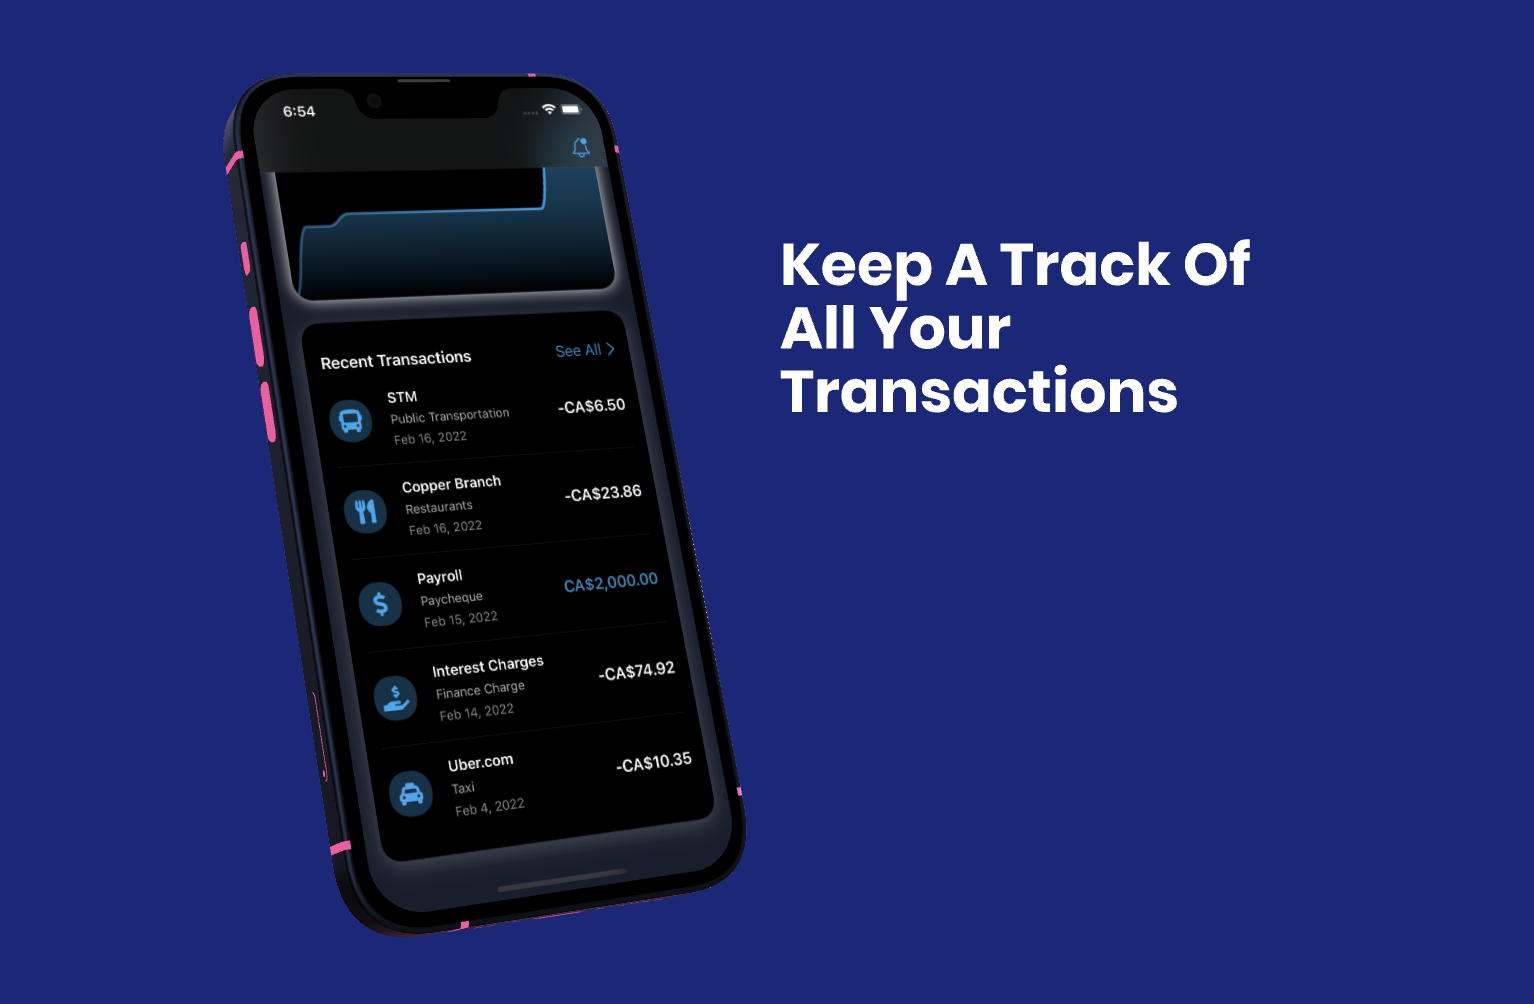 6:54
Keep A Track Of
All Your
Transactions
Recent Transactions
See All
STM
Public Transportation
Feb 16, 2022
-CA$6.50
Copper Branch
Restaurants
Feb 16, 2022
-CA$23.86
Payroll
Paycheque
Feb 15, 2022
CA$2,000.00
Interest Charges
Finance Charge
Feb 14, 2022
-CA$74.92
Uber.com
Taxi
Feb 4, 2022
-CA$10.35